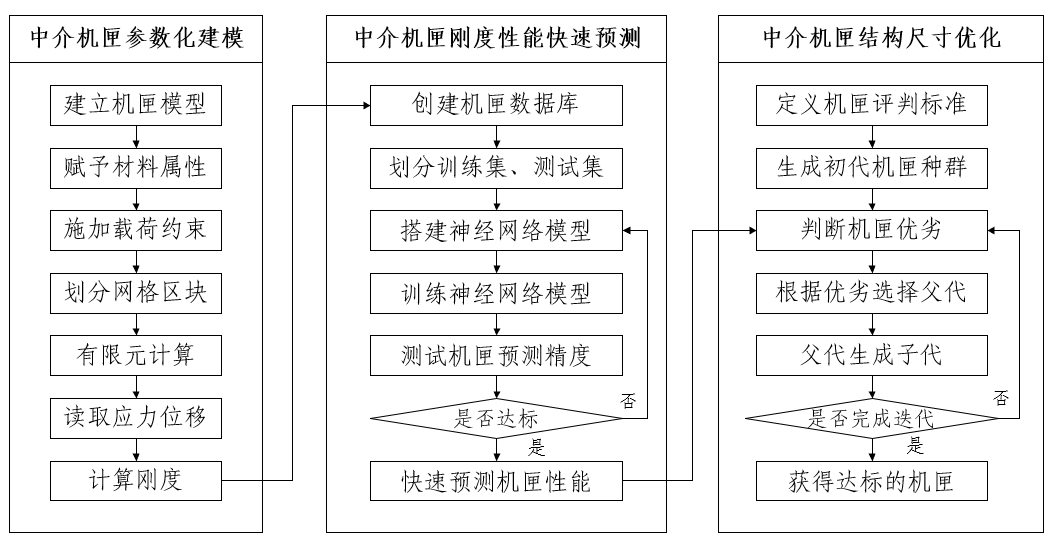 中介机匣参数化建模
建立机匣模型
赋予材料属性
施加载荷约束
划分网格区块
有限元计算
读取应力位移
计算刚度
中介机匣刚度性能快速预测
创建机匣数据库
划分训练集、测试集
搭建神经网络模型
训练神经网络模型
测试机匣预测精度
是否达标
否
是
快速预测机匣性能
中介机匣结构尺寸优化
定义机匣评判标准
生成初代机匣种群
判断机匣优劣
根据优劣选择父代
父代生成子代
是否完成迭代
否
是
获得达标的机匣